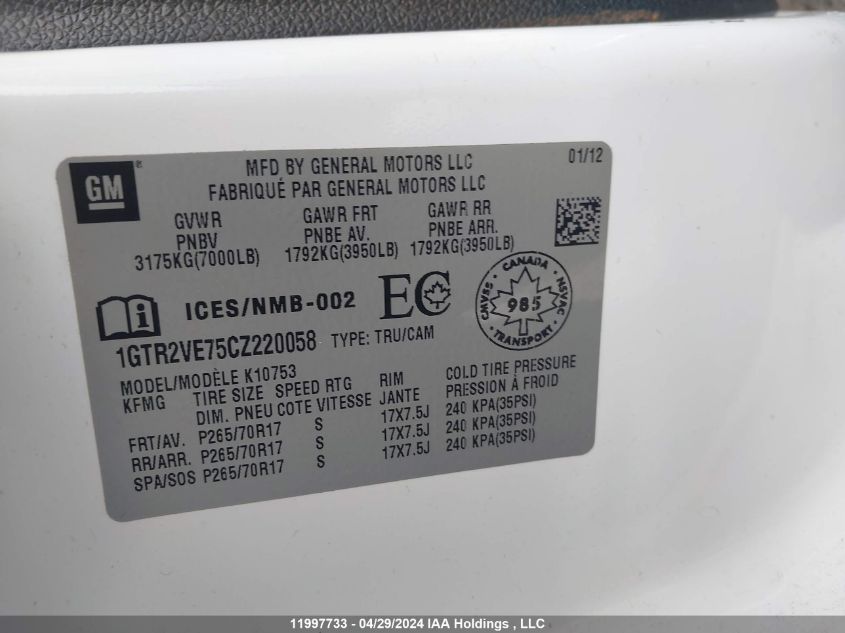 GM
MFD BY GENERAL MOTORS LLC
01/12
FABRIQUÉ PAR GENERAL MOTORS LLC
GVWR GAWR FRT GAWR RR
PNBV PNBE AV. PNBE ARR.
3175KG(7000LB) 1792KG(3950LB) 1792KG(3950LB)
ICES/NMB-002 EC
CANADA
CMVSS 985 NSVAC
TRANSPORT
1GTR2VE75CZ220058 TYPE: TRU/CAM
MODEL/MODÈLE K10753
KFMG TIRE SIZE SPEED RTG RIM COLD TIRE PRESSURE
DIM. PNEU COTE VITESSE JANTE PRESSION À FROID
FRT/AV. P265/70R17 S 17X7.5J 240 KPA(35PSI)
RR/ARR. P265/70R17 S 17X7.5J 240 KPA(35PSI)
SPA/SOS P265/70R17 S 17X7.5J 240 KPA(35PSI)
11997733 - 04/29/2024 IAA Holdings , LLC